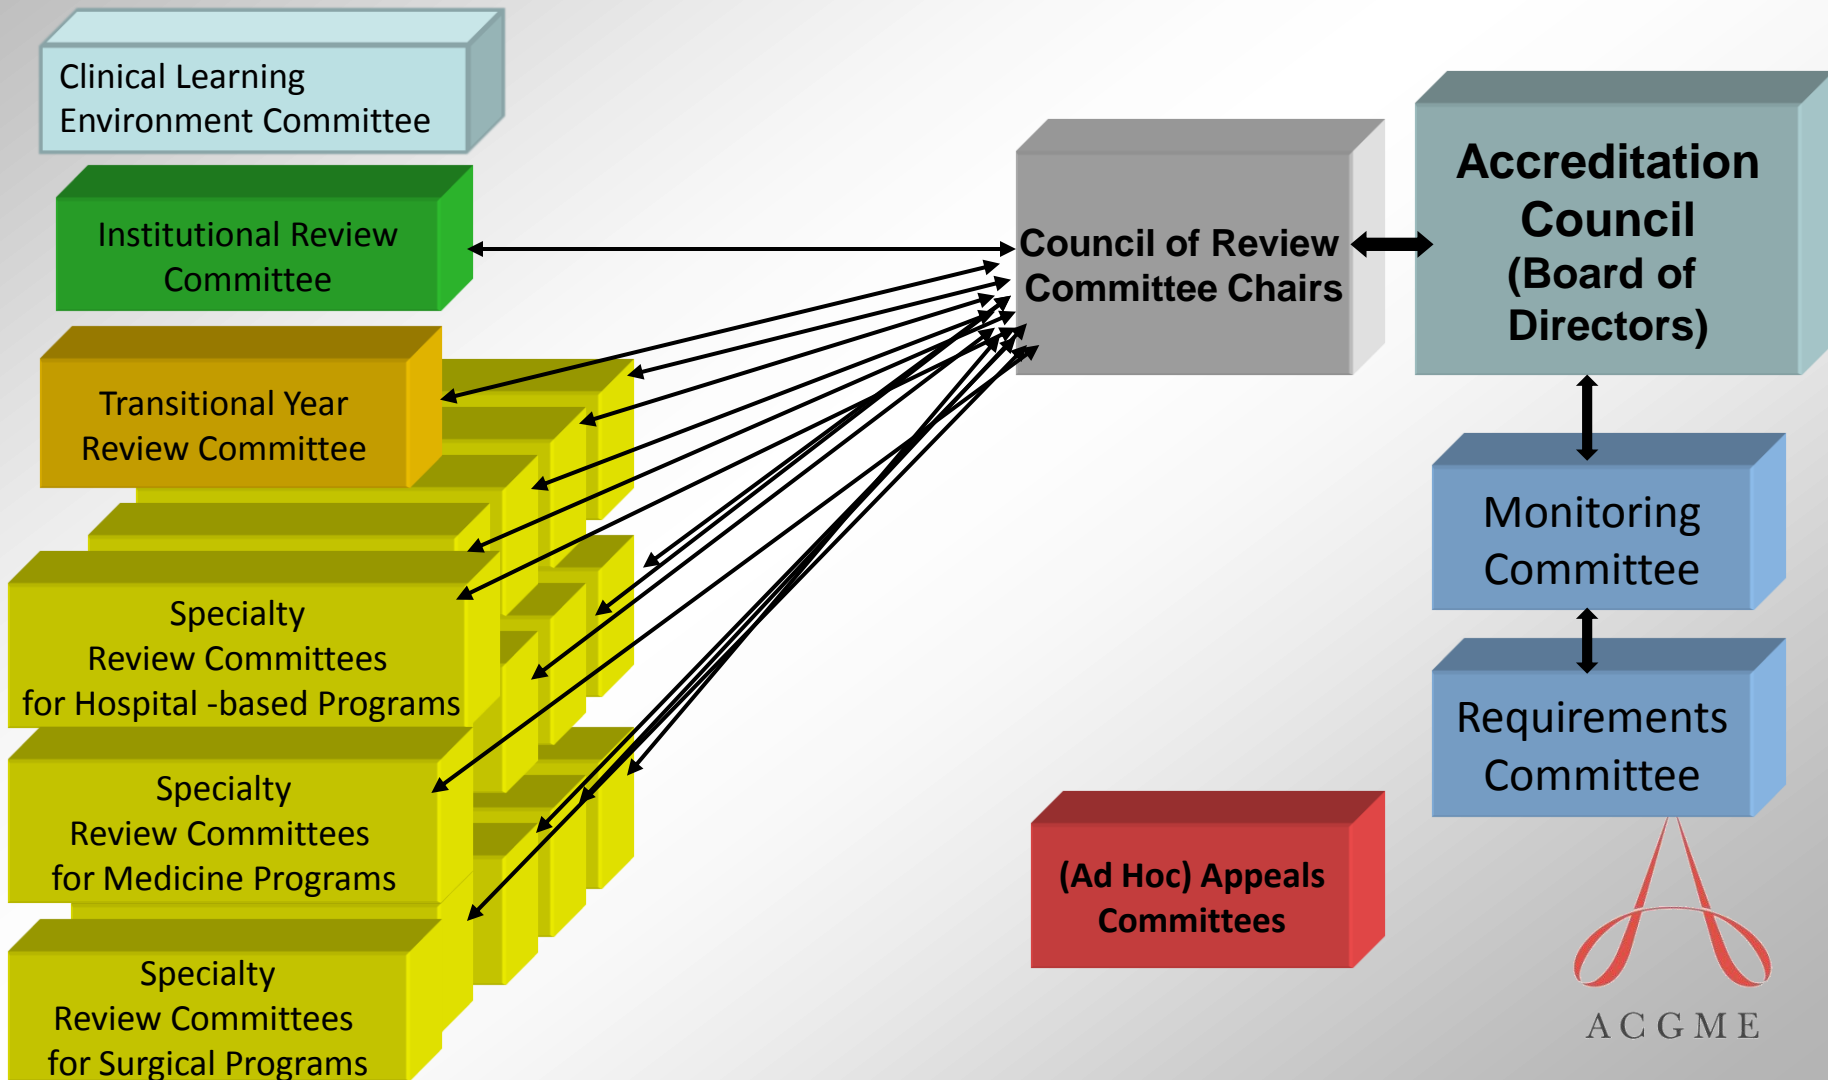 Clinical Learning
Environment Committee
Institutional Review
Committee
Transitional Year
Review Committee
Specialty
Review Committees
for Hospital -based Programs
Specialty
Review Committees
for Medicine Programs
Specialty
Review Committees
for Surgical Programs
Council of Review
Committee Chairs
Accreditation
Council
(Board of
Directors)
Monitoring
Committee
Requirements
Committee
(Ad Hoc) Appeals
Committees
ACGME